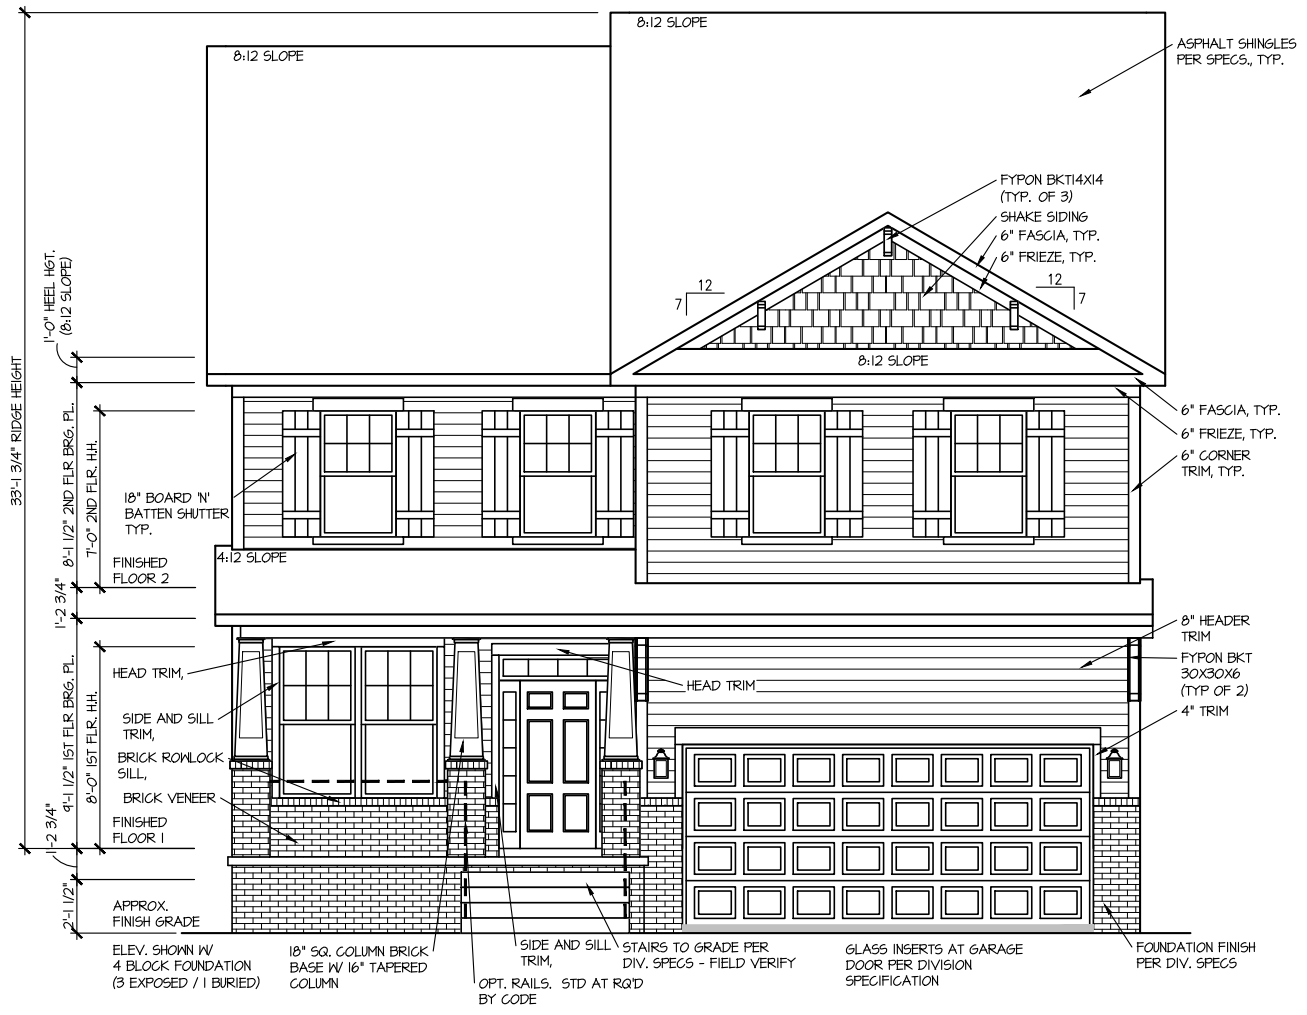 8:12 SLOPE
8:12 SLOPE
ASPHALT SHINGLES
PER SPECS., TYP.
FYPON BKT14X14
(TYP. OF 3)
SHAKE SIDING
6" FASCIA, TYP.
6" FRIEZE, TYP.
12
7
12
7
8:12 SLOPE
1'-0" HEEL HGT.
(8:12 SLOPE)
33'-1 3/4" RIDGE HEIGHT
8'-1 1/2" 2ND FLR BRG. PL.
7'-0" 2ND FLR. H.H.
6" FASCIA, TYP.
6" FRIEZE, TYP.
6" CORNER
TRIM, TYP.
18" BOARD 'N'
BATTEN SHUTTER
TYP.
FINISHED
FLOOR 2
4:12 SLOPE
1'-2 3/4"
9'-1 1/2" 1ST FLR BRG. PL.
8'-0" 1ST FLR. H.H.
8" HEADER
TRIM
FYPON BKT
30X30X6
(TYP OF 2)
4" TRIM
HEAD TRIM,
HEAD TRIM
SIDE AND SILL
TRIM,
BRICK ROWLOCK
SILL,
BRICK VENEER
FINISHED
FLOOR 1
1'-2 3/4"
2'-1 1/2"
APPROX.
FINISH GRADE
ELEV. SHOWN W/
4 BLOCK FOUNDATION
(3 EXPOSED / 1 BURIED)
18" SQ. COLUMN BRICK
BASE W/ 16" TAPERED
COLUMN
OPT. RAILS. STD AT RQ'D
BY CODE
SIDE AND SILL
TRIM,
STAIRS TO GRADE PER
DIV. SPECS - FIELD VERIFY
GLASS INSERTS AT GARAGE
DOOR PER DIVISION
SPECIFICATION
FOUNDATION FINISH
PER DIV. SPECS